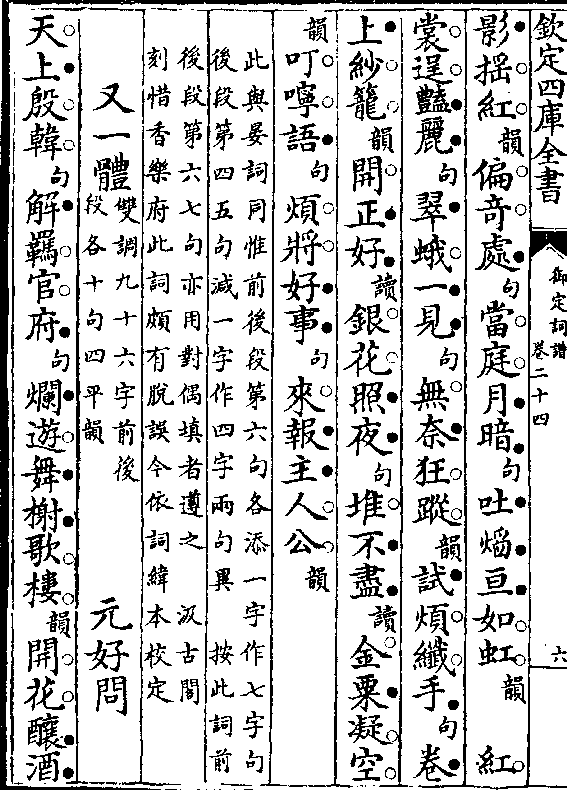 欽定四庫全書
御定詞譜
卷二十四
六
影揺紅韻偏竒處句當庭月暗句吐熖亘如虹韻 紅
裳逞豔麗句翠蛾一見句無奈狂蹤韻試煩纖手句卷
上紗籠韻開正好讀銀花照夜句堆不盡讀金粟凝空
韻叮嚀語句煩將好事句來報主人公韻
此與晏詞同惟前後段第六句各添一字作七字句
後段第四五句減一字作四字兩句異 按此詞前
後段第六七句亦用對偶填者遵之 汲古閣
刻惜香樂府此詞頗有脫誤今依詞緯本校定
又一體 雙調九十六字前後
段各十句四平韻 元好問
天上殷韓句解羈官府句爛遊舞榭歌樓韻開花釀酒